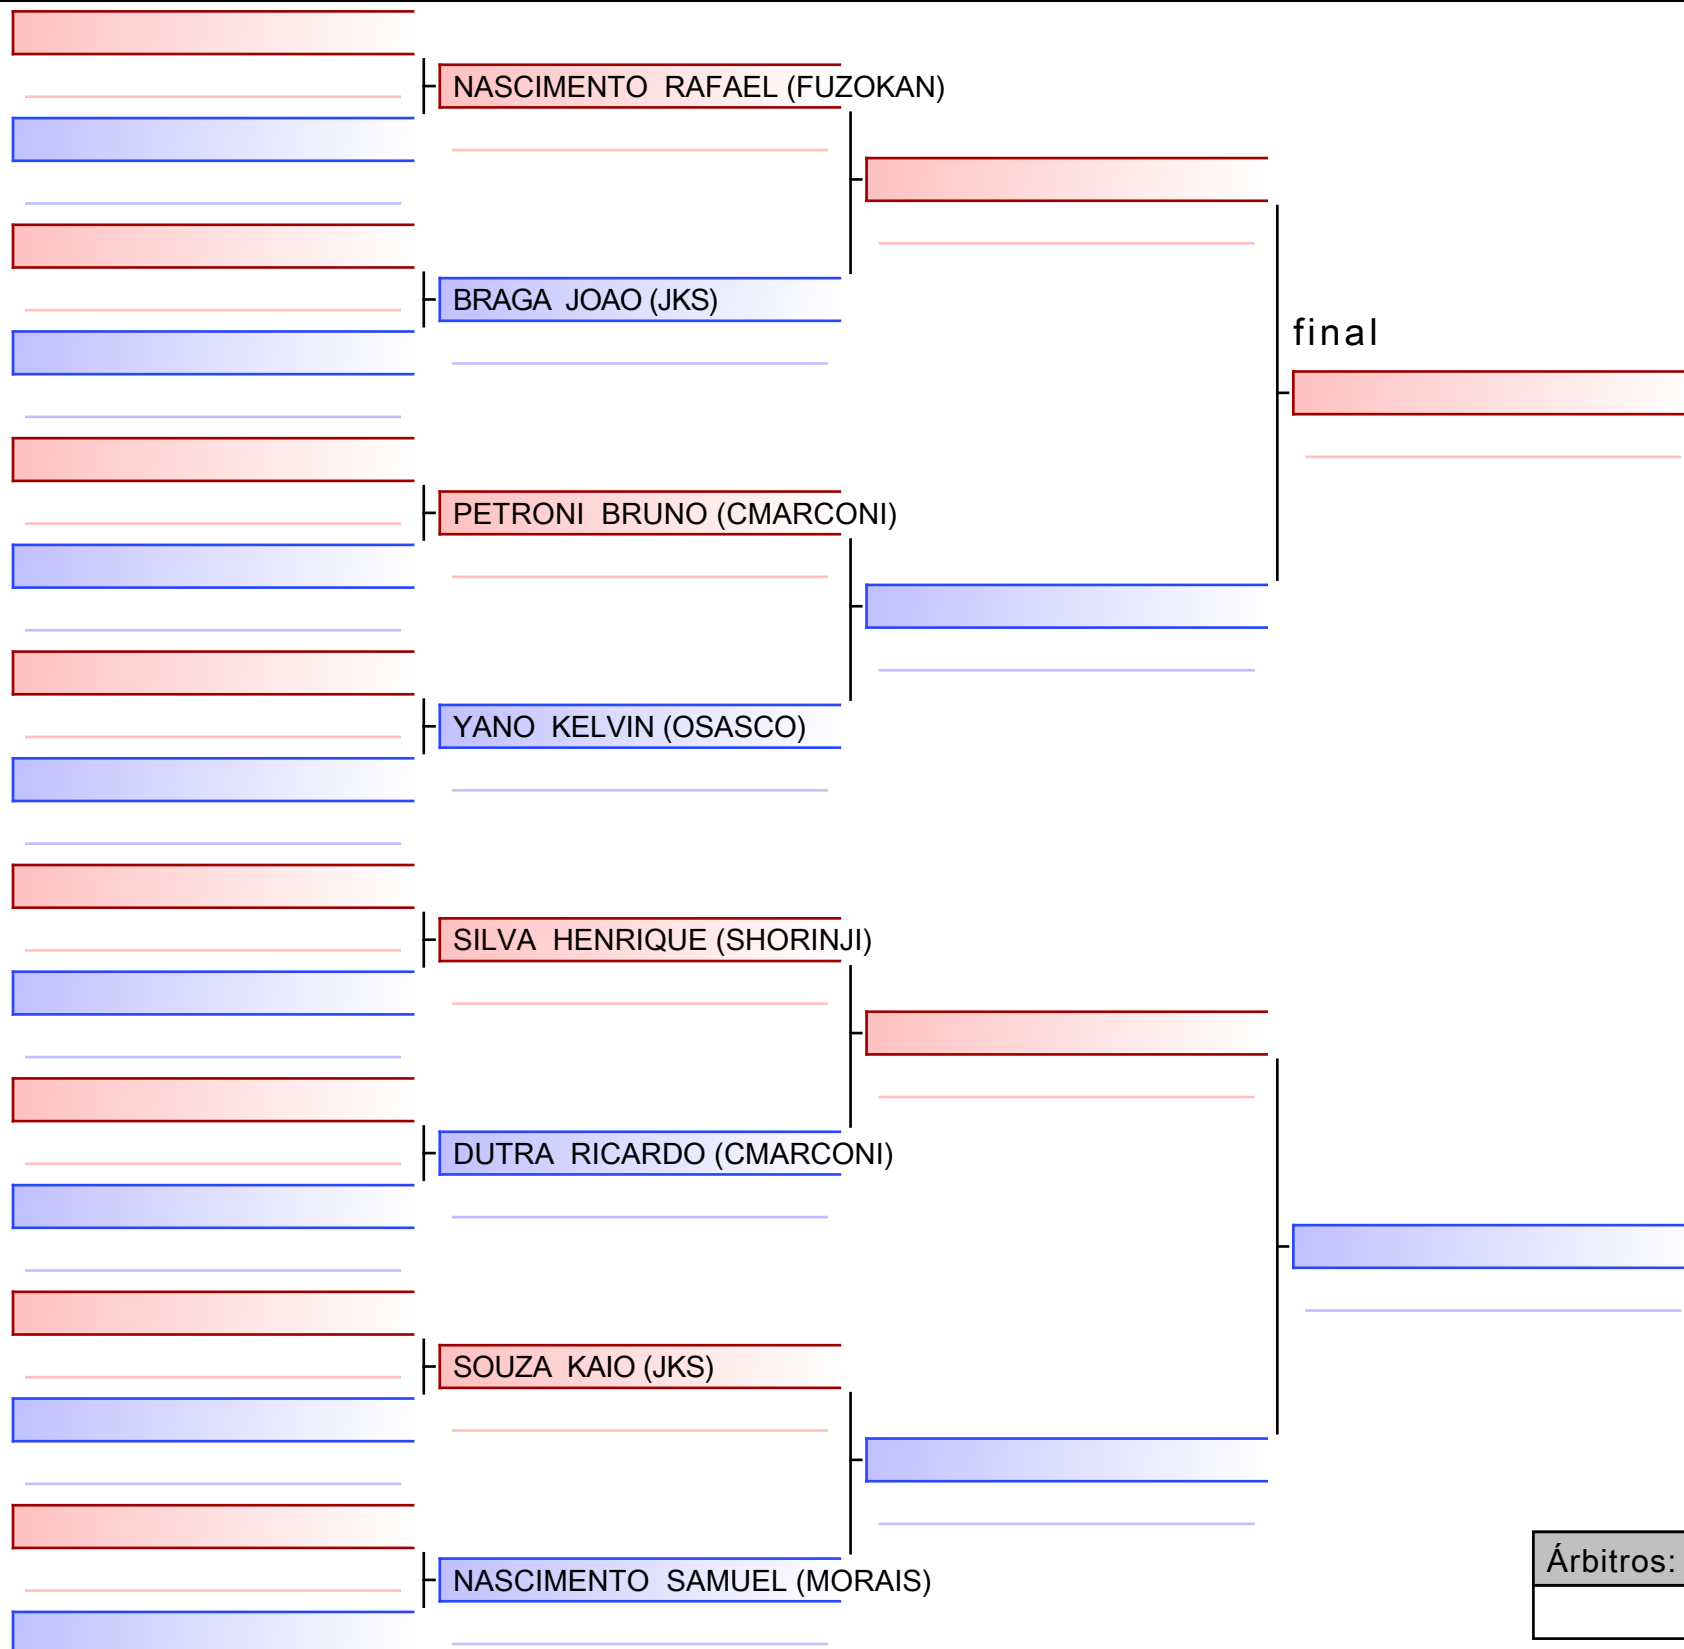 NASCIMENTO  RAFAEL (FUZOKAN)
BRAGA  JOAO (JKS)
final
PETRONI  BRUNO (CMARCONI)
YANO  KELVIN (OSASCO)
SILVA  HENRIQUE (SHORINJI)
DUTRA  RICARDO (CMARCONI)
SOUZA  KAIO (JKS)
NASCIMENTO  SAMUEL (MORAIS)
Árbitros: